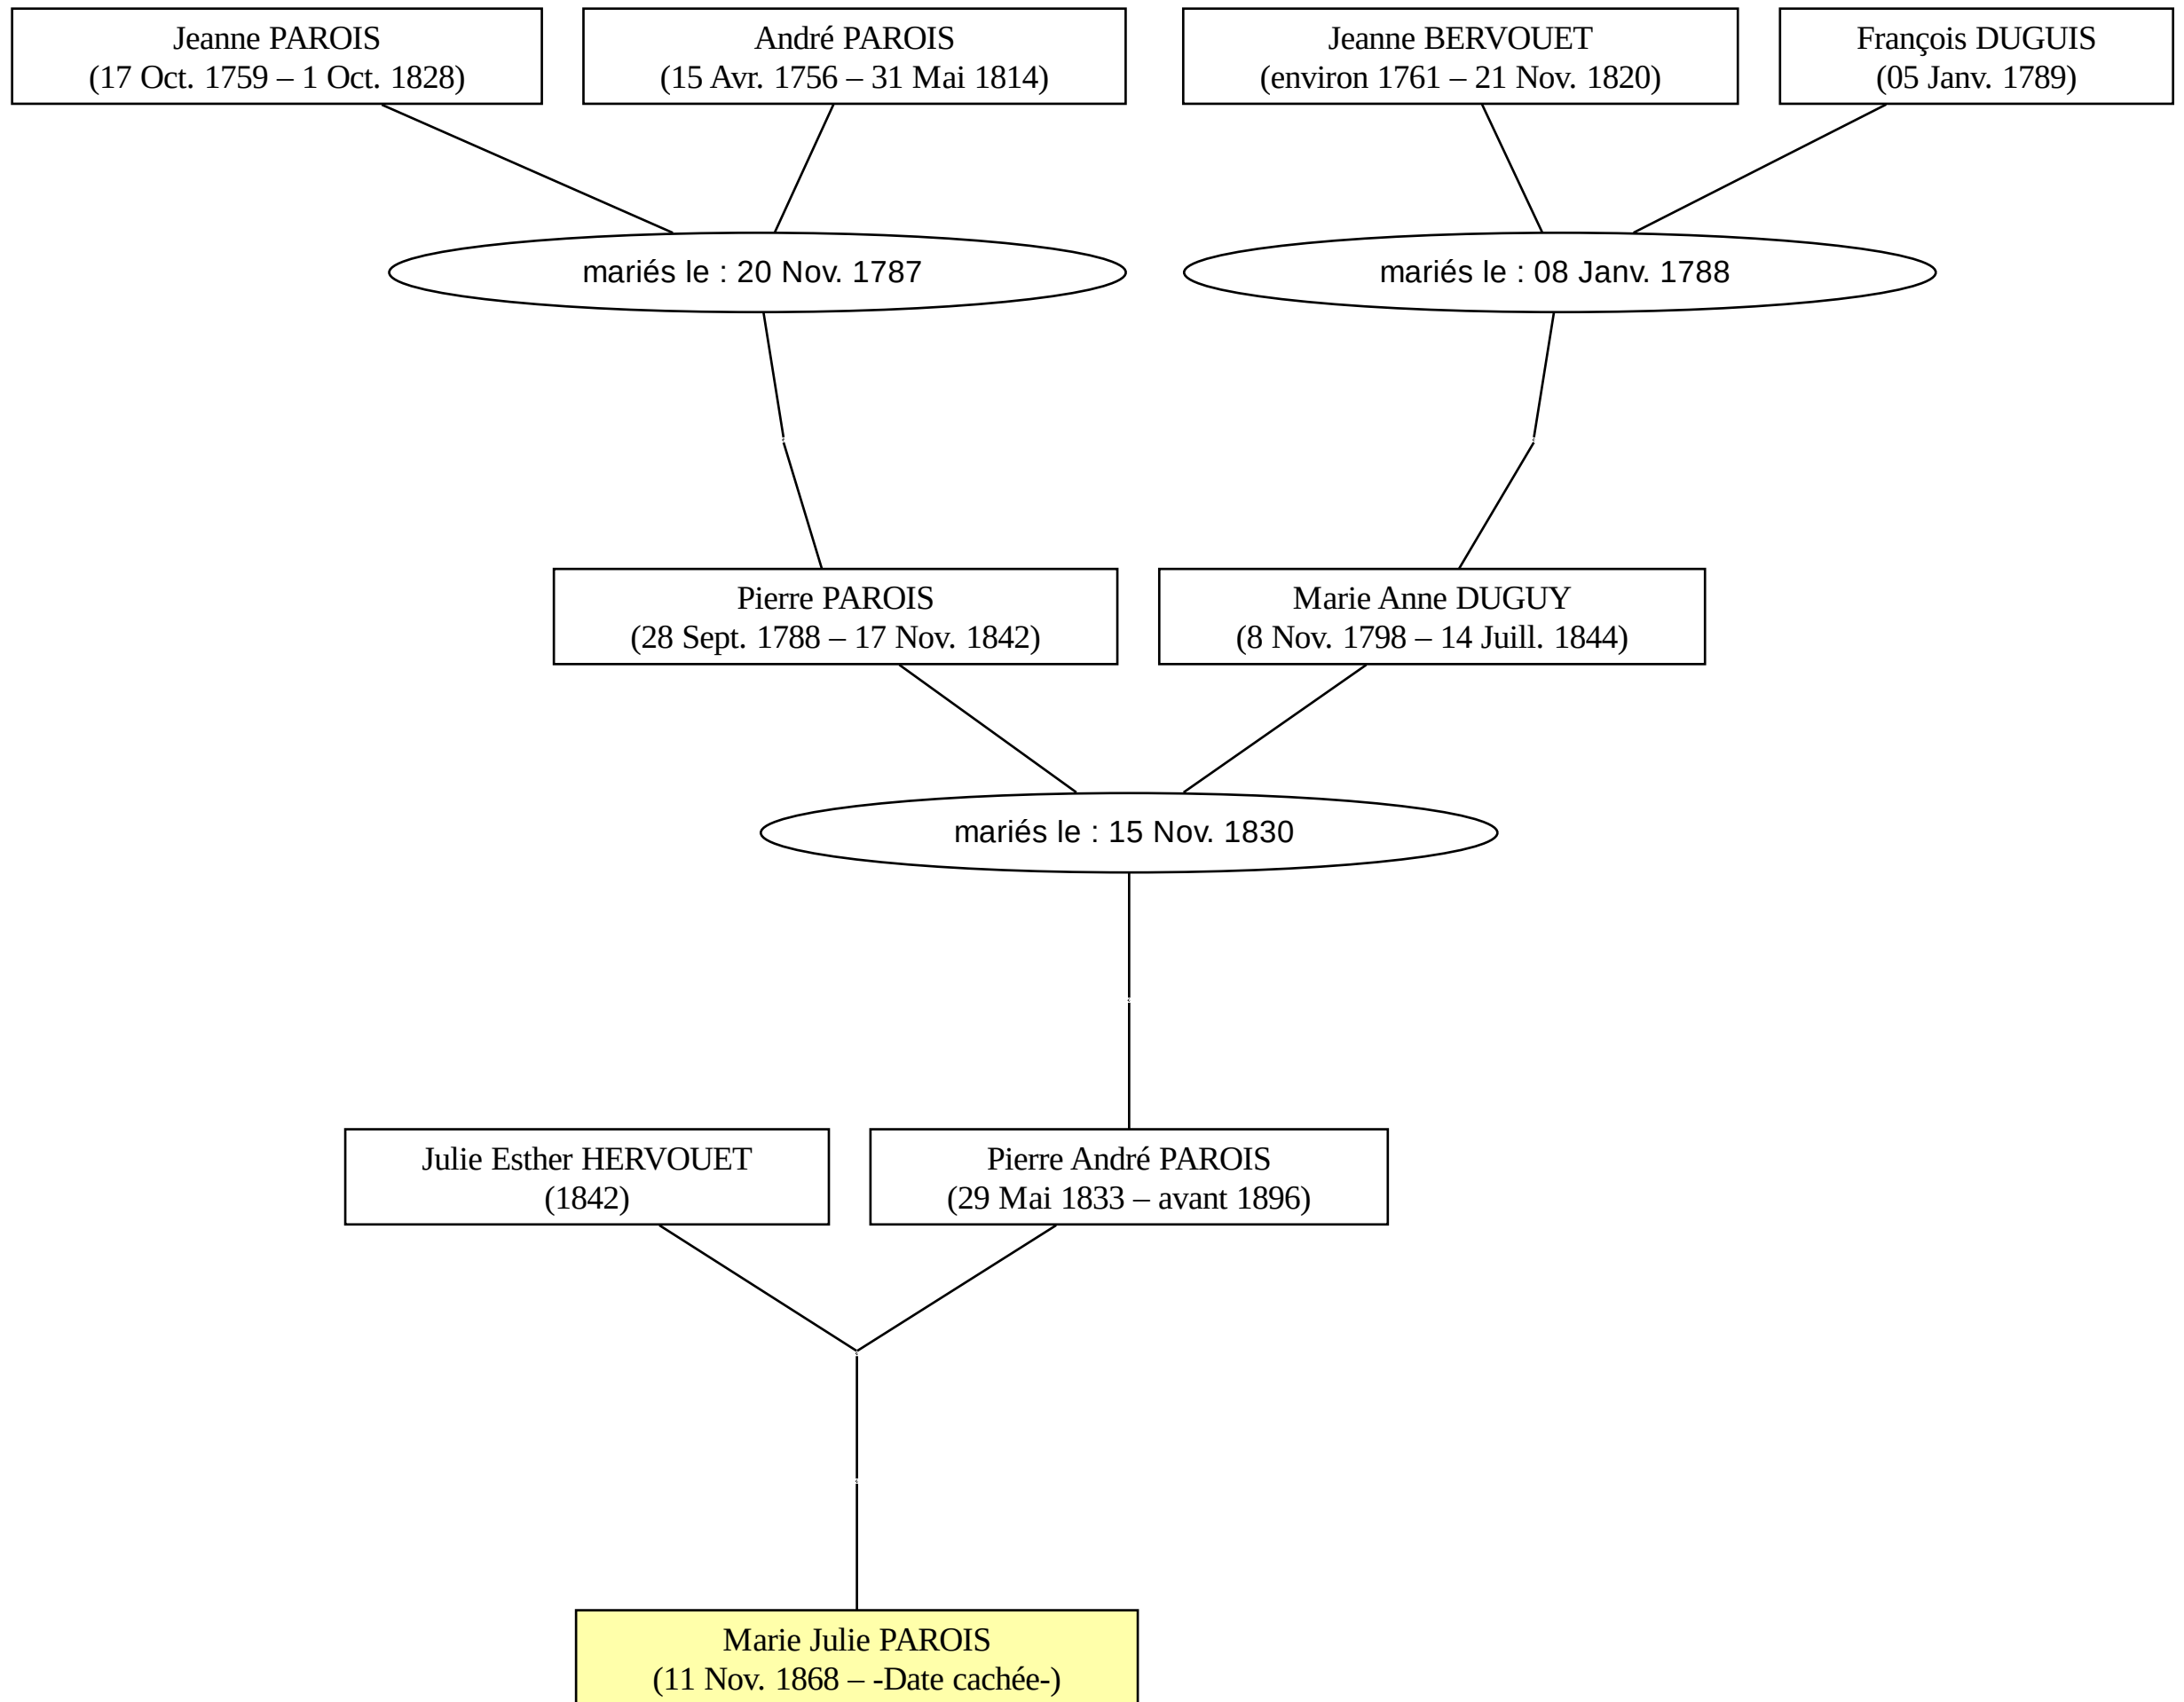 Jeanne PAROIS
(17 Oct. 1759 – 1 Oct. 1828)
André PAROIS
(15 Avr. 1756 – 31 Mai 1814)
Jeanne BERVOUET
(environ 1761 – 21 Nov. 1820)
François DUGUIS
(05 Janv. 1789)
mariés le : 20 Nov. 1787
mariés le : 08 Janv. 1788
Pierre PAROIS
(28 Sept. 1788 – 17 Nov. 1842)
Marie Anne DUGUY
(8 Nov. 1798 – 14 Juill. 1844)
mariés le : 15 Nov. 1830
Julie Esther HERVOUET
(1842)
Pierre André PAROIS
(29 Mai 1833 – avant 1896)
Marie Julie PAROIS
(11 Nov. 1868 – -Date cachée-)